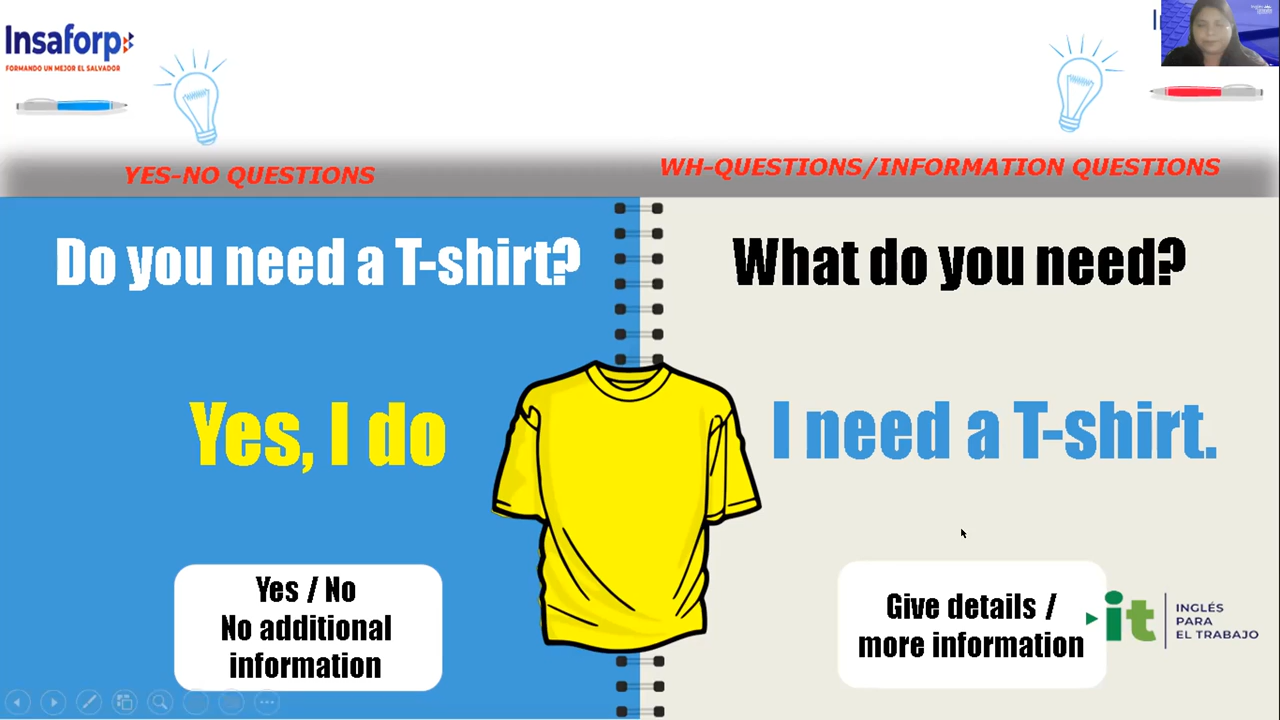 Insaforp
FORMANDO UN MEJOR EL SALVADOR
YES-NO QUESTIONS
WH-QUESTIONS/INFORMATION QUESTIONS
Do you need a T-shirt?
What do you need?
Yes, I do
I need a T-shirt.
Yes / No
No additional
information
Give details /
more information
it
INGLÉS
PARA
EL TRABAJO